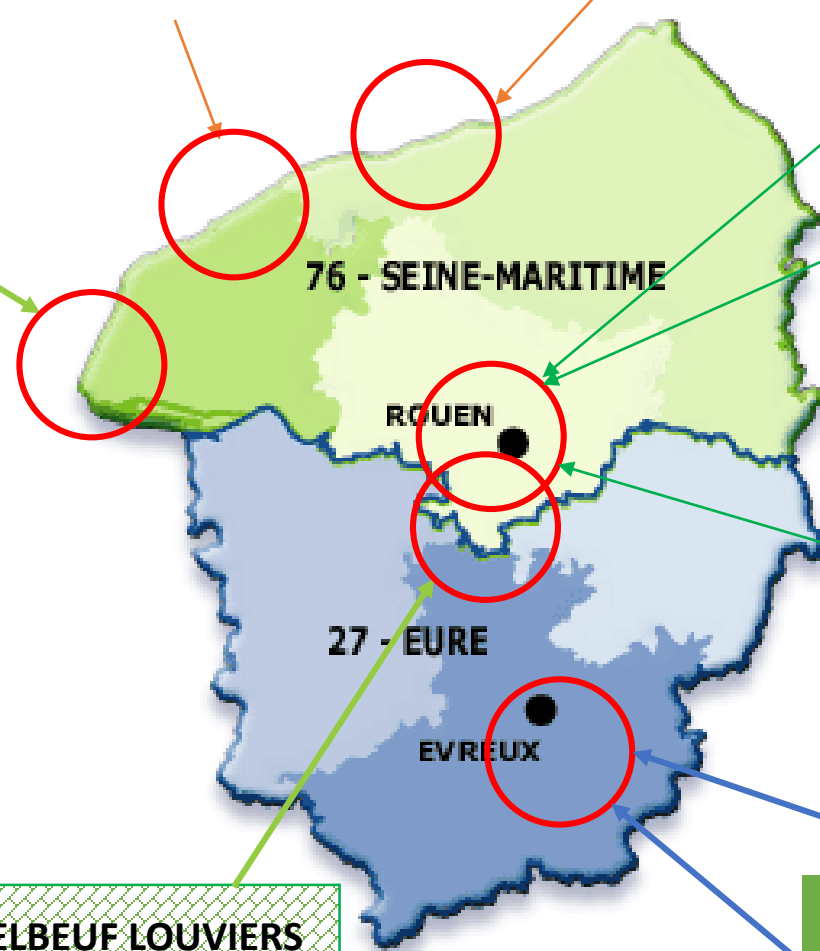 76 - SEINE-MARITIME
ROUEN
27 - EURE
EVREUX
ELBEUF LOUVIERS